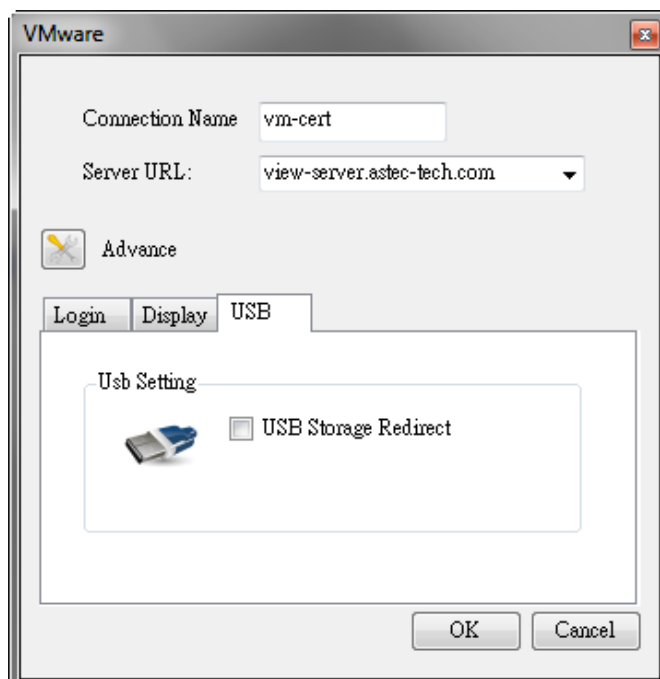 VMware
Connection Name vm-cert
Server URL: view-server.astec-tech.com
Advance
Login Display USB
Usb Setting
USB Storage Redirect
OK Cancel